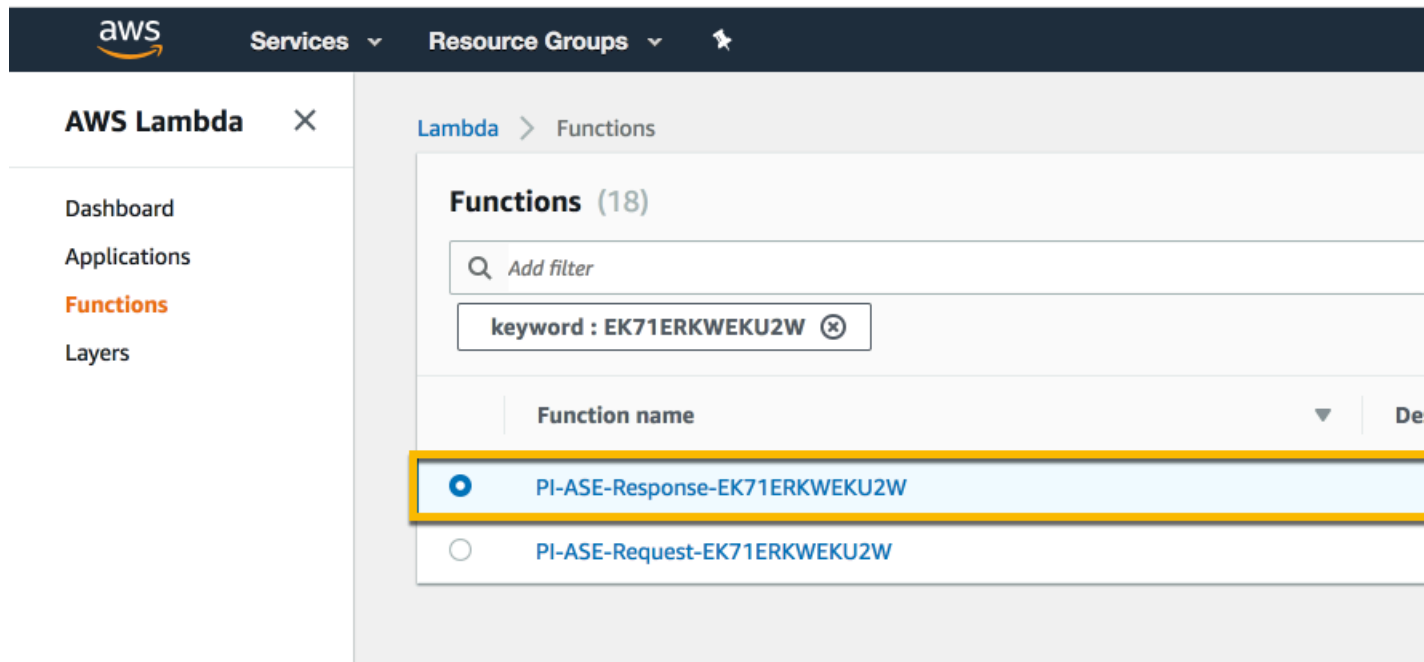 aws Services Resource Groups
AWS Lambda
Dashboard
Applications
Functions
Layers
Lambda > Functions
Functions (18)
Add filter
keyword : EK71ERKWEKU2W
Function name
PI-ASE-Response-EK71ERKWEKU2W
PI-ASE-Request-EK71ERKWEKU2W